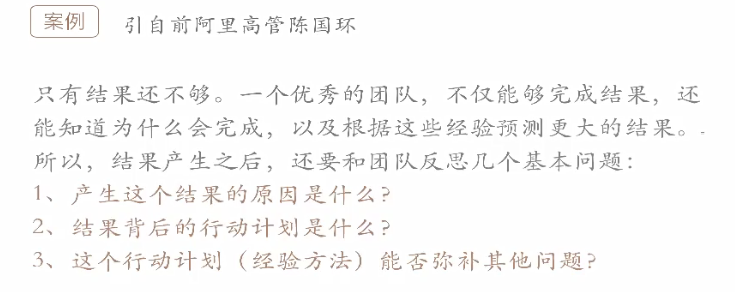 案例 引自前阿里高管陈国环
只有结果还不够。一个优秀的团队，不仅能够完成结果，还
能知道为什么会完成，以及根据这些经验预测更大的结果。
所以，结果产生之后，还要和团队反思几个基本问题：
1、产生这个结果的原因是什么？
2、结果背后的行动计划是什么？
3、这个行动计划（经验方法）能否弥补其他问题？